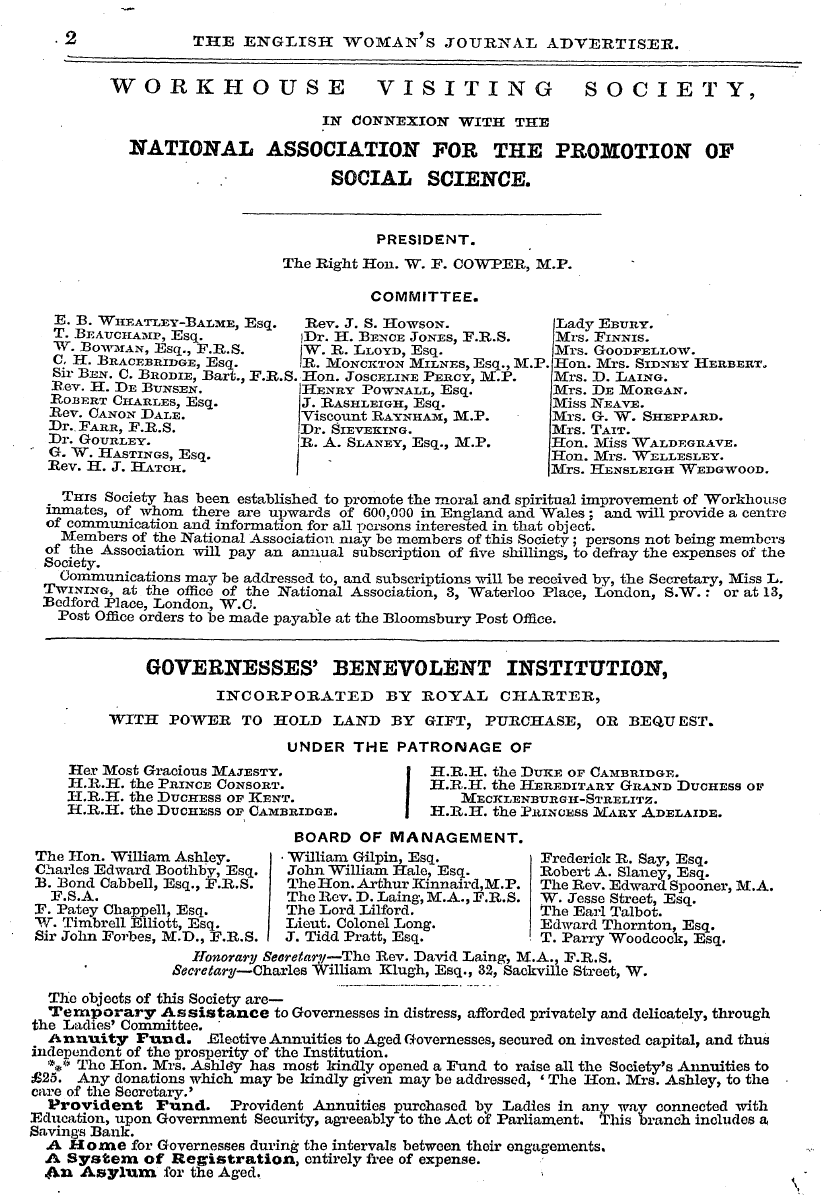 2 THE ENGLISH WOMAN'S JOURNAL ADVERTISER.
WORKHOUSE VISITING SOCIETY,
IN CONNEXION WITH THE
NATIONAL ASSOCIATION FOR THE PROMOTION OF
SOCIAL SCIENCE.
PRESIDENT.
The Right Hon. W. F. COWPER, M.P.
COMMITTEE.
E. B. WHEATLEY-BALME, Esq.
T. BEAUCHAMP, Esq.
W. BOWMAN, Esq., F.R.S.
C. H. BRACEBRIDGE, Esq.
Sir BEN. C. BRODIE, Bart., F.R.S.
Rev. H. DE BUNSEN.
ROBERT CHARLES, Esq.
Rev. CANON DALE.
Dr. FARR, F.R.S.
Dr. GOURLEY.
G. W. HASTINGS, Esq.
Rev. H. J. HATCH.
Rev. J. S. HOWSON.
Dr. H. BENCE JONES, F.R.S.
W. R. LLOYD, Esq.
R. MONCKTON MILNES, Esq., M.P.
Hon. JOSCELINE PERCY, M.P.
HENRY POWNALL, Esq.
J. RASHLEIGH, Esq.
Viscount RAYNHAM, M.P.
Dr. SIEVEKING.
R. A. SLANEY, Esq., M.P.
Lady EBURY.
Mrs. FINNIS.
Mrs. GOODFELLOW.
Hon. Mrs. SIDNEY HERBERT.
Mrs. D. LAING.
Mrs. DE MORGAN.
Miss NEAVE.
Mrs. G. W. SHEPPARD.
Mrs. TAIT.
Hon. Miss WALDEGRAVE.
Hon. Mrs. WELLESLEY.
Mrs. HENSLEIGH WEDGWOOD.
THIS Society has been established to promote the moral and spiritual improvement of Workhouse
inmates, of whom there are upwards of 600,000 in England and Wales; and will provide a centre
of communication and information for all persons interested in that object.
Members of the National Association may be members of this Society; persons not being members
of the Association will pay an annual subscription of five shillings, to defray the expenses of the
Society.
Communications may be addressed to, and subscriptions will be received by, the Secretary, Miss L.
TWINING, at the office of the National Association, 3, Waterloo Place, London, S.W.: or at 13,
Bedford Place, London, W.C.
Post Office orders to be made payable at the Bloomsbury Post Office.
GOVERNESSES' BENEVOLENT INSTITUTION,
INCORPORATED BY ROYAL CHARTER,
WITH POWER TO HOLD LAND BY GIFT, PURCHASE, OR BEQUEST.
UNDER THE PATRONAGE OF
Her Most Gracious MAJESTY.
H.R.H. the PRINCE CONSORT.
H.R.H. the DUCHESS OF KENT.
H.R.H. the DUCHESS OF CAMBRIDGE.
H.R.H. the DUKE OF CAMBRIDGE.
H.R.H. the HEREDITARY GRAND DUCHESS OF
MECKLENBURGH-STRELITZ.
H.R.H. the PRINCESS MARY ADELAIDE.
BOARD OF MANAGEMENT.
The Hon. William Ashley.
Charles Edward Boothby, Esq.
B. Bond Cabbell, Esq., F.R.S.
F.S.A.
F. Patey Chappell, Esq.
W. Timbrell Elliott, Esq.
Sir John Forbes, M.D., F.R.S.
William Gilpin, Esq.
John William Hale, Esq.
The Hon. Arthur Kinnaird, M.P.
The Rev. D. Laing, M.A., F.R.S.
The Lord Lilford.
Lieut. Colonel Long.
J. Tidd Pratt, Esq.
Frederick R. Say, Esq.
Robert A. Slaney, Esq.
The Rev. Edward Spooner, M.A.
W. Jesse Street, Esq.
The Earl Talbot.
Edward Thornton, Esq.
T. Parry Woodcock, Esq.
Honorary Secretary—The Rev. David Laing, M.A., F.R.S.
Secretary—Charles William Klugh, Esq., 32, Sackville Street, W.
The objects of this Society are—
Temporary Assistance to Governesses in distress, afforded privately and delicately, through
the Ladies' Committee.
Annuity Fund. Elective Annuities to Aged Governesses, secured on invested capital, and thus
independent of the prosperity of the Institution.
*** The Hon. Mrs. Ashley has most kindly opened a Fund to raise all the Society's Annuities to
£25. Any donations which may be kindly given may be addressed, 'The Hon. Mrs. Ashley, to the
care of the Secretary.'
Provident Fund. Provident Annuities purchased by Ladies in any way connected with
Education, upon Government Security, agreeably to the Act of Parliament. This branch includes a
Savings Bank.
A Home for Governesses during the intervals between their engagements.
A System of Registration, entirely free of expense.
An Asylum for the Aged.